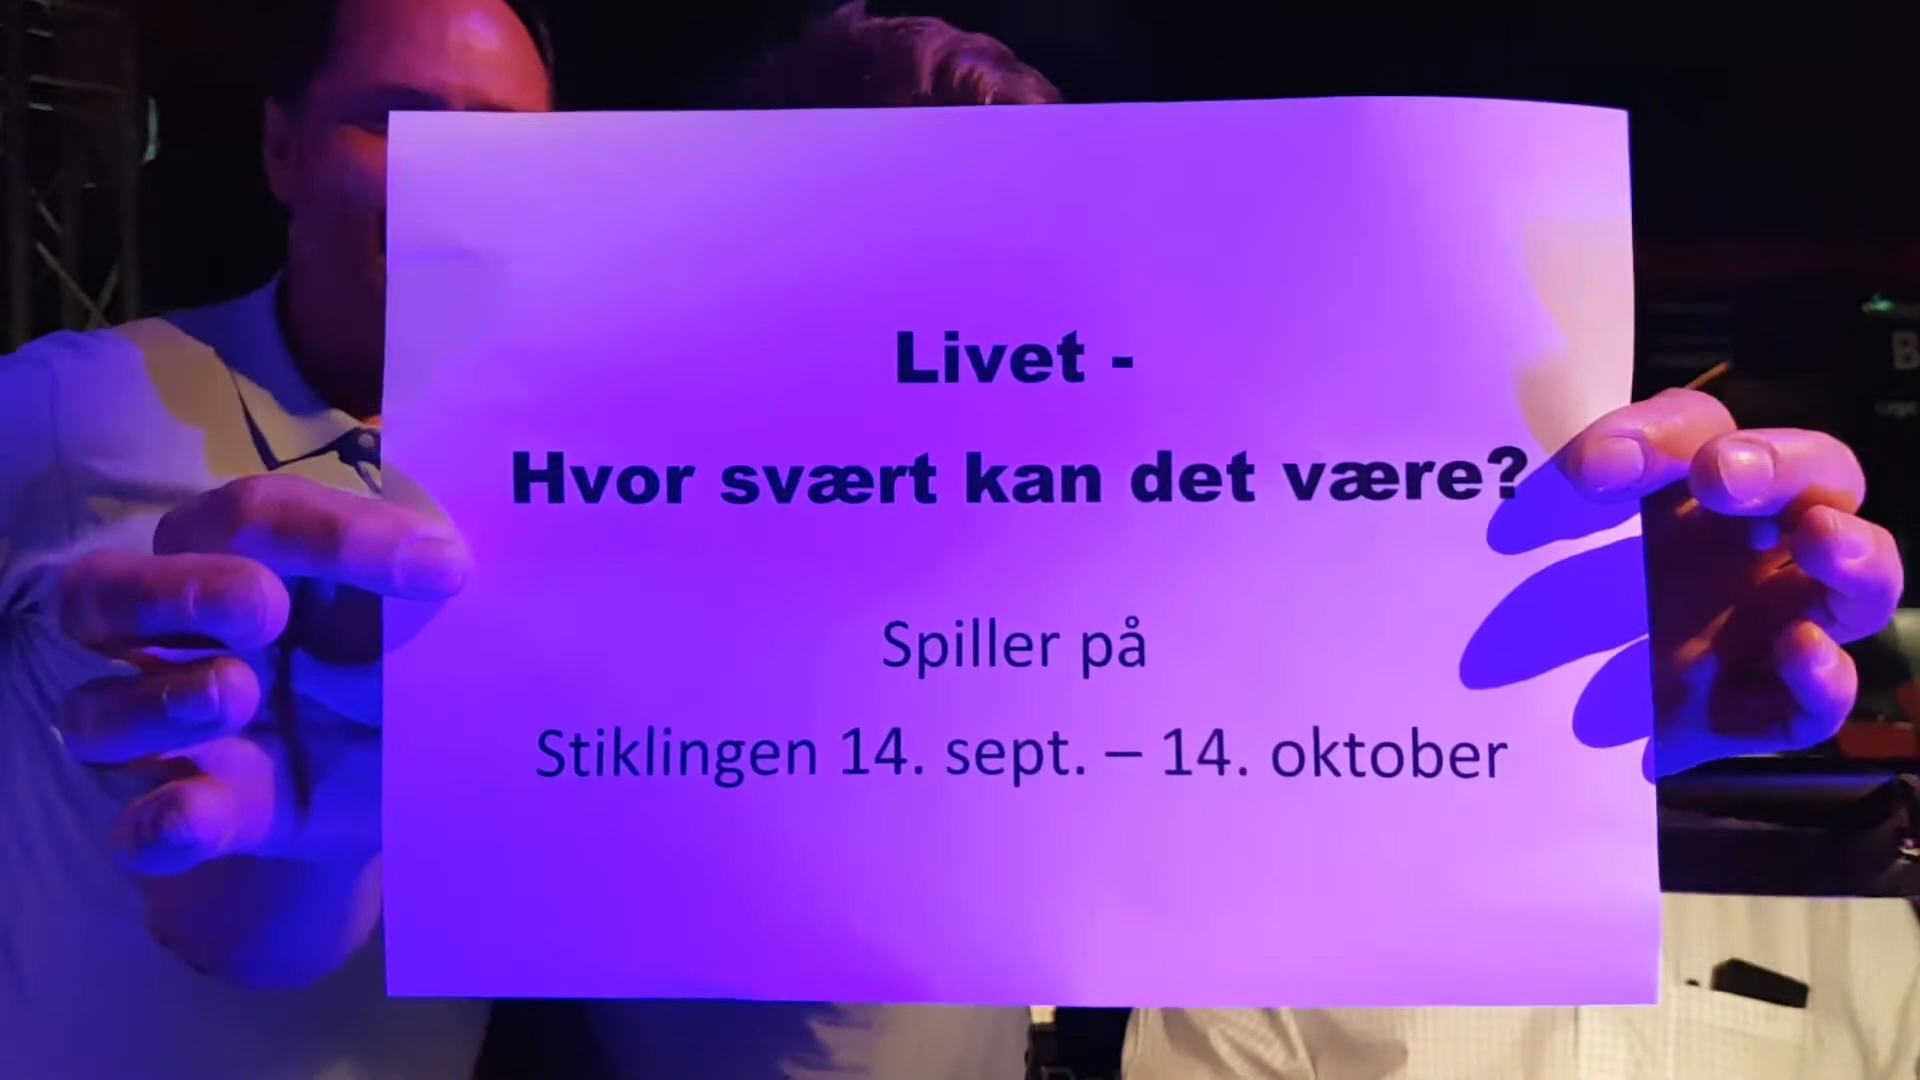 Livet -
Hvor svært kan det være?
Spiller på
Stiklingen 14. sept. – 14. oktober